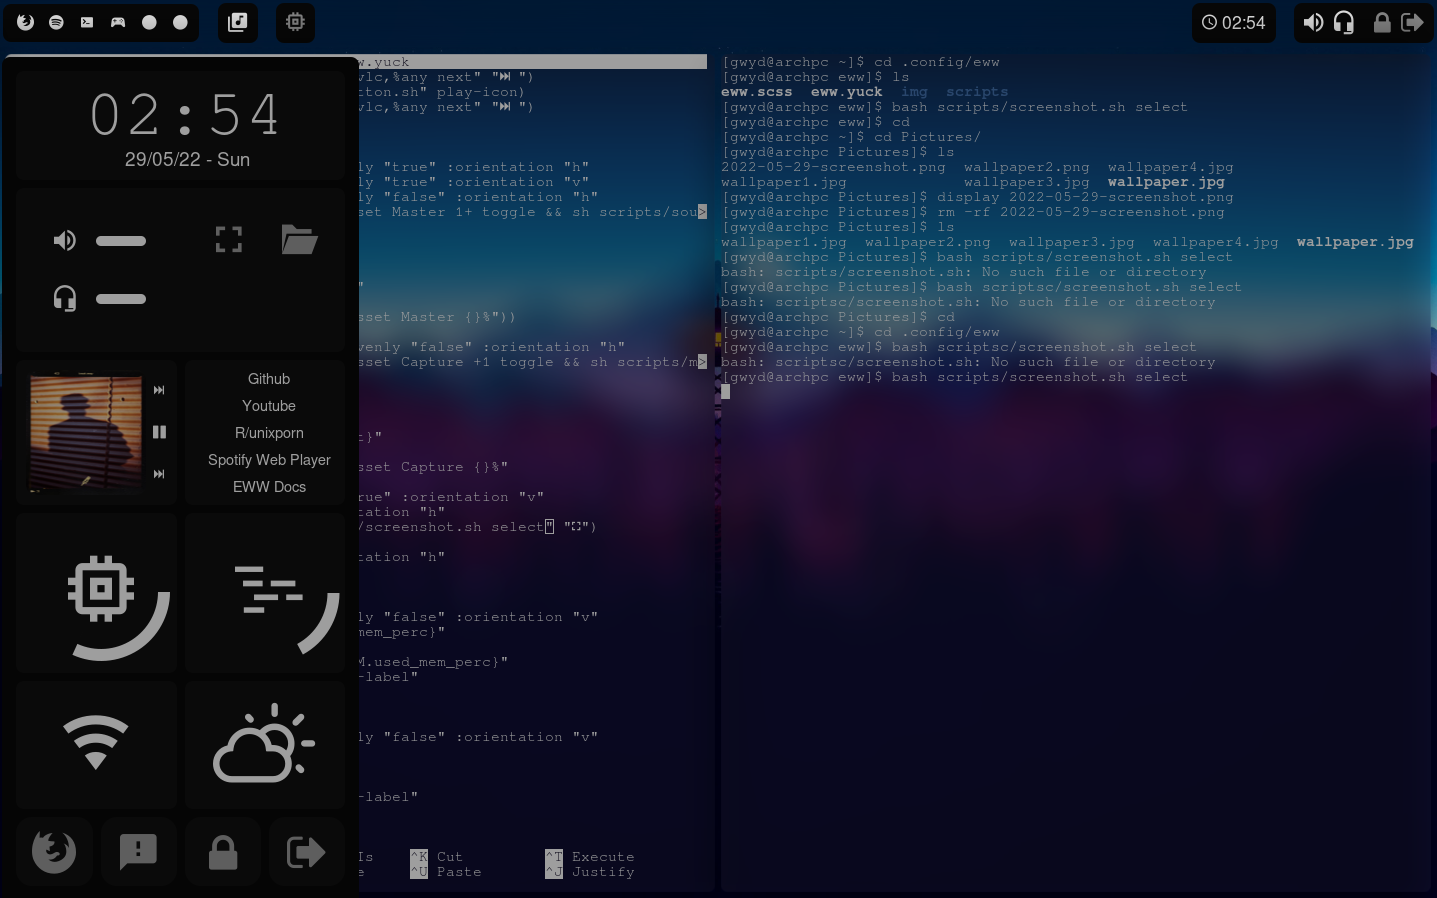 02:54
02:54
29/05/22 - Sun
Github
Youtube
R/unixporn
Spotify Web Player
EWW Docs
w.yuck
vlc,%any next" "⏭ ")
tton.sh" play-icon)
vlc,%any next" "⏭ ")
ly "true" :orientation "h"
ly "true" :orientation "v"
ly "false" :orientation "h"
sset Master 1+ toggle && sh scripts/sou>
"
sset Master {}%"))
venly "false" :orientation "h"
sset Capture +1 toggle && sh scripts/m>
t}"
sset Capture {}%"
rue" :orientation "v"
tation "h"
/screenshot.sh select" "⛶")
tation "h"
ly "false" :orientation "v"
mem_perc}"
M.used_mem_perc}"
-label"
ly "false" :orientation "v"
-label"
Is ^K Cut ^T Execute
e ^U Paste ^J Justify
[gwyd@archpc ~]$ cd .config/eww
[gwyd@archpc eww]$ ls
eww.scss eww.yuck img scripts
[gwyd@archpc eww]$ bash scripts/screenshot.sh select
[gwyd@archpc eww]$ cd
[gwyd@archpc ~]$ cd Pictures/
[gwyd@archpc Pictures]$ ls
2022-05-29-screenshot.png wallpaper2.png wallpaper4.jpg
wallpaper1.jpg wallpaper3.jpg wallpaper.jpg
[gwyd@archpc Pictures]$ display 2022-05-29-screenshot.png
[gwyd@archpc Pictures]$ rm -rf 2022-05-29-screenshot.png
[gwyd@archpc Pictures]$ ls
wallpaper1.jpg wallpaper2.png wallpaper3.jpg wallpaper4.jpg wallpaper.jpg
[gwyd@archpc Pictures]$ bash scripts/screenshot.sh select
bash: scripts/screenshot.sh: No such file or directory
[gwyd@archpc Pictures]$ bash scriptsc/screenshot.sh select
bash: scriptsc/screenshot.sh: No such file or directory
[gwyd@archpc Pictures]$ cd
[gwyd@archpc ~]$ cd .config/eww
[gwyd@archpc eww]$ bash scriptsc/screenshot.sh select
bash: scriptsc/screenshot.sh: No such file or directory
[gwyd@archpc eww]$ bash scripts/screenshot.sh select